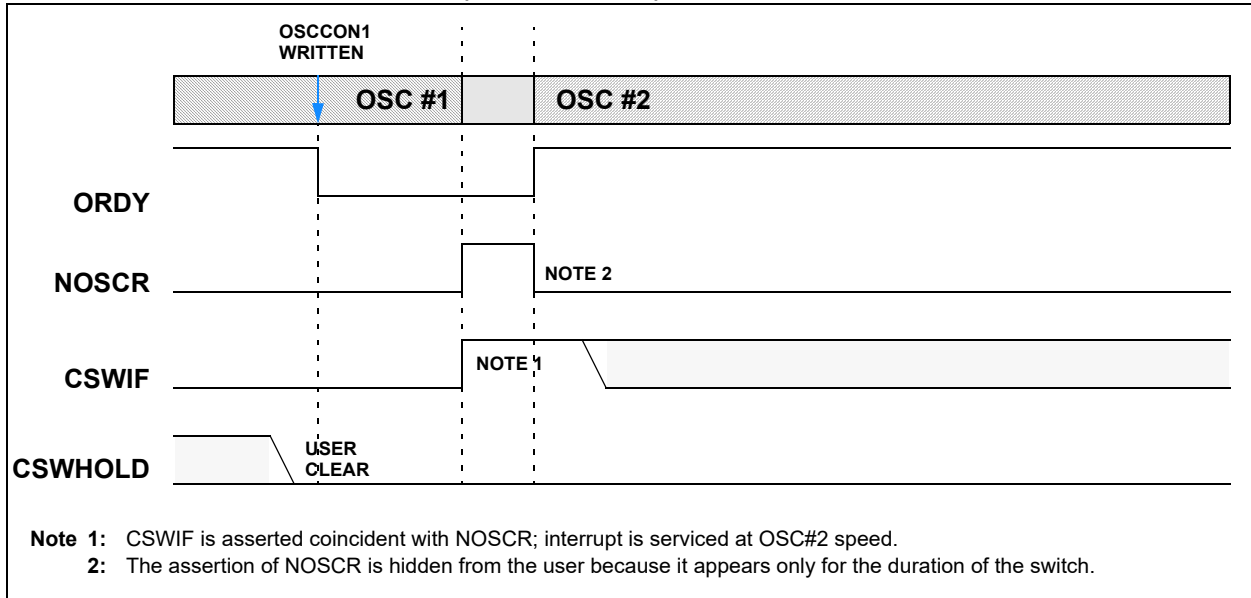 OSCCON1
WRITTEN
OSC #1
OSC #2
ORDY
NOSCR
NOTE 2
CSWIF
NOTE 1
CSWHOLD
USER
CLEAR
Note 1: CSWIF is asserted coincident with NOSCR; interrupt is serviced at OSC#2 speed.
2: The assertion of NOSCR is hidden from the user because it appears only for the duration of the switch.